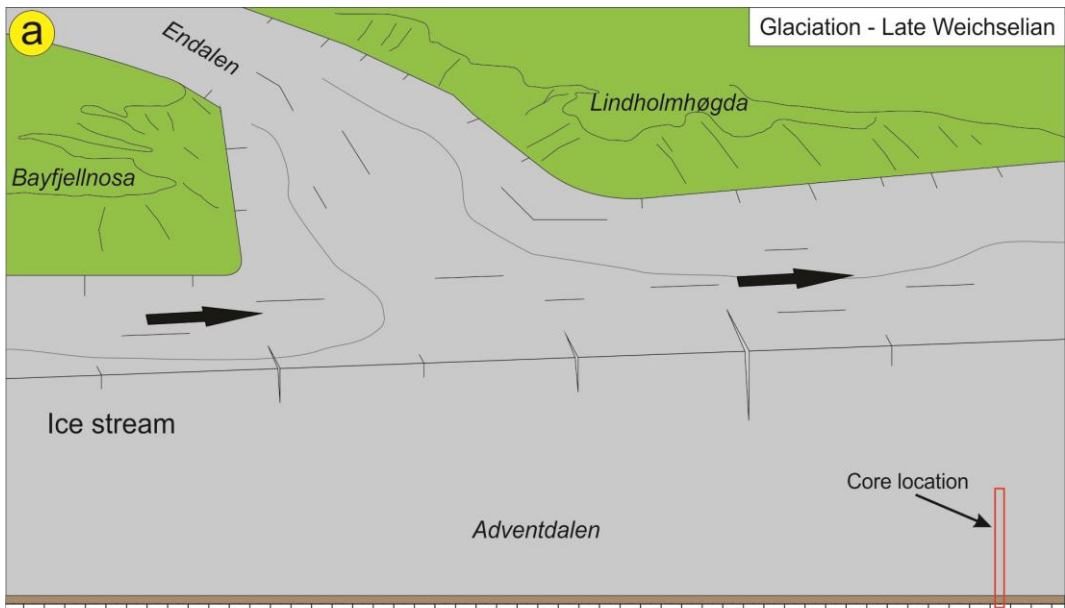 a
Glaciation - Late Weichselian
Endalen
Lindholmhøgda
Bayfjellnosa
Ice stream
Core location
Adventdalen